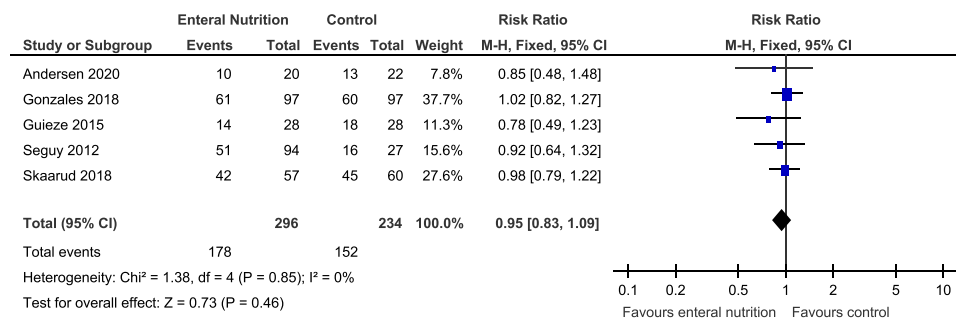 Enteral Nutrition Control Risk Ratio Risk Ratio
Study or Subgroup Events Total Events Total Weight M-H, Fixed, 95% CI M-H, Fixed, 95% CI
Andersen 2020 10 20 13 22 7.8% 0.85 [0.48, 1.48]
Gonzales 2018 61 97 60 97 37.7% 1.02 [0.82, 1.27]
Guieze 2015 14 28 18 28 11.3% 0.78 [0.49, 1.23]
Seguy 2012 51 94 16 27 15.6% 0.92 [0.64, 1.32]
Skaarud 2018 42 57 45 60 27.6% 0.98 [0.79, 1.22]
Total (95% CI) 296 234 100.0% 0.95 [0.83, 1.09]
Total events 178 152
Heterogeneity: Chi² = 1.38, df = 4 (P = 0.85); I² = 0%
Test for overall effect: Z = 0.73 (P = 0.46)
0.1 0.2 0.5 1 2 5 10
Favours enteral nutrition Favours control